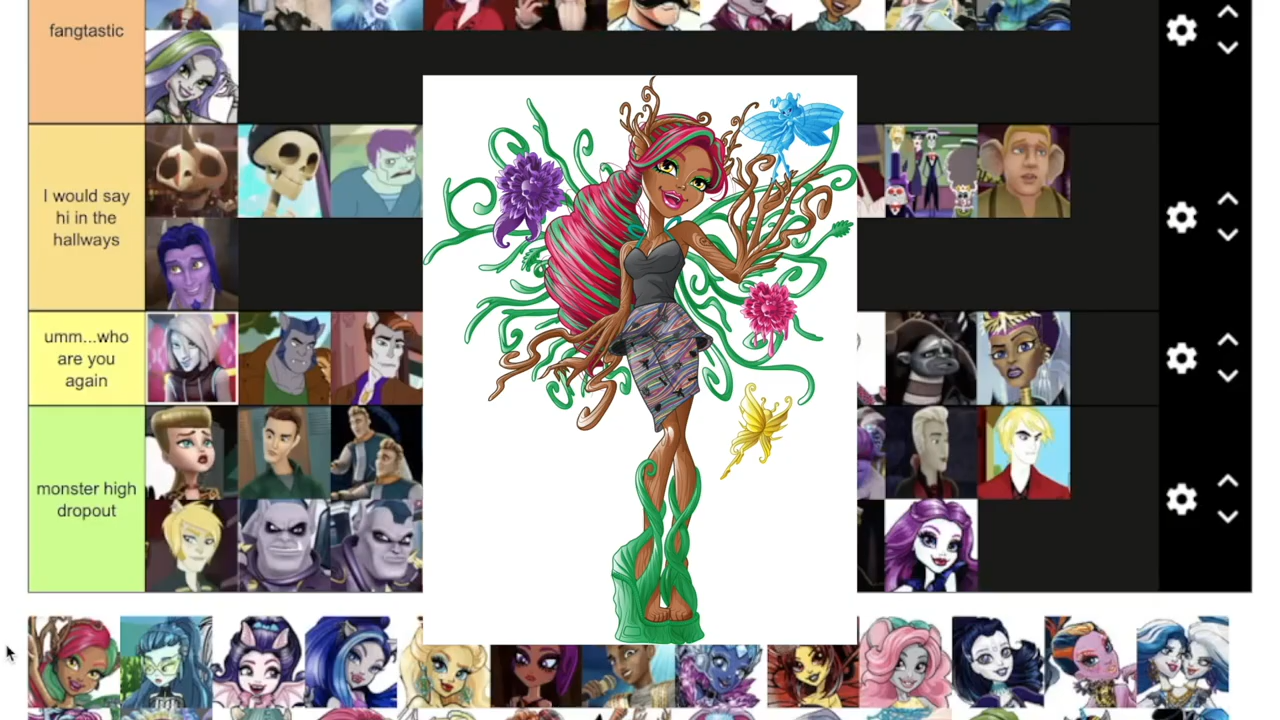 fangtastic
I would say
hi in the
hallways
umm...who
are you
again
monster high
dropout